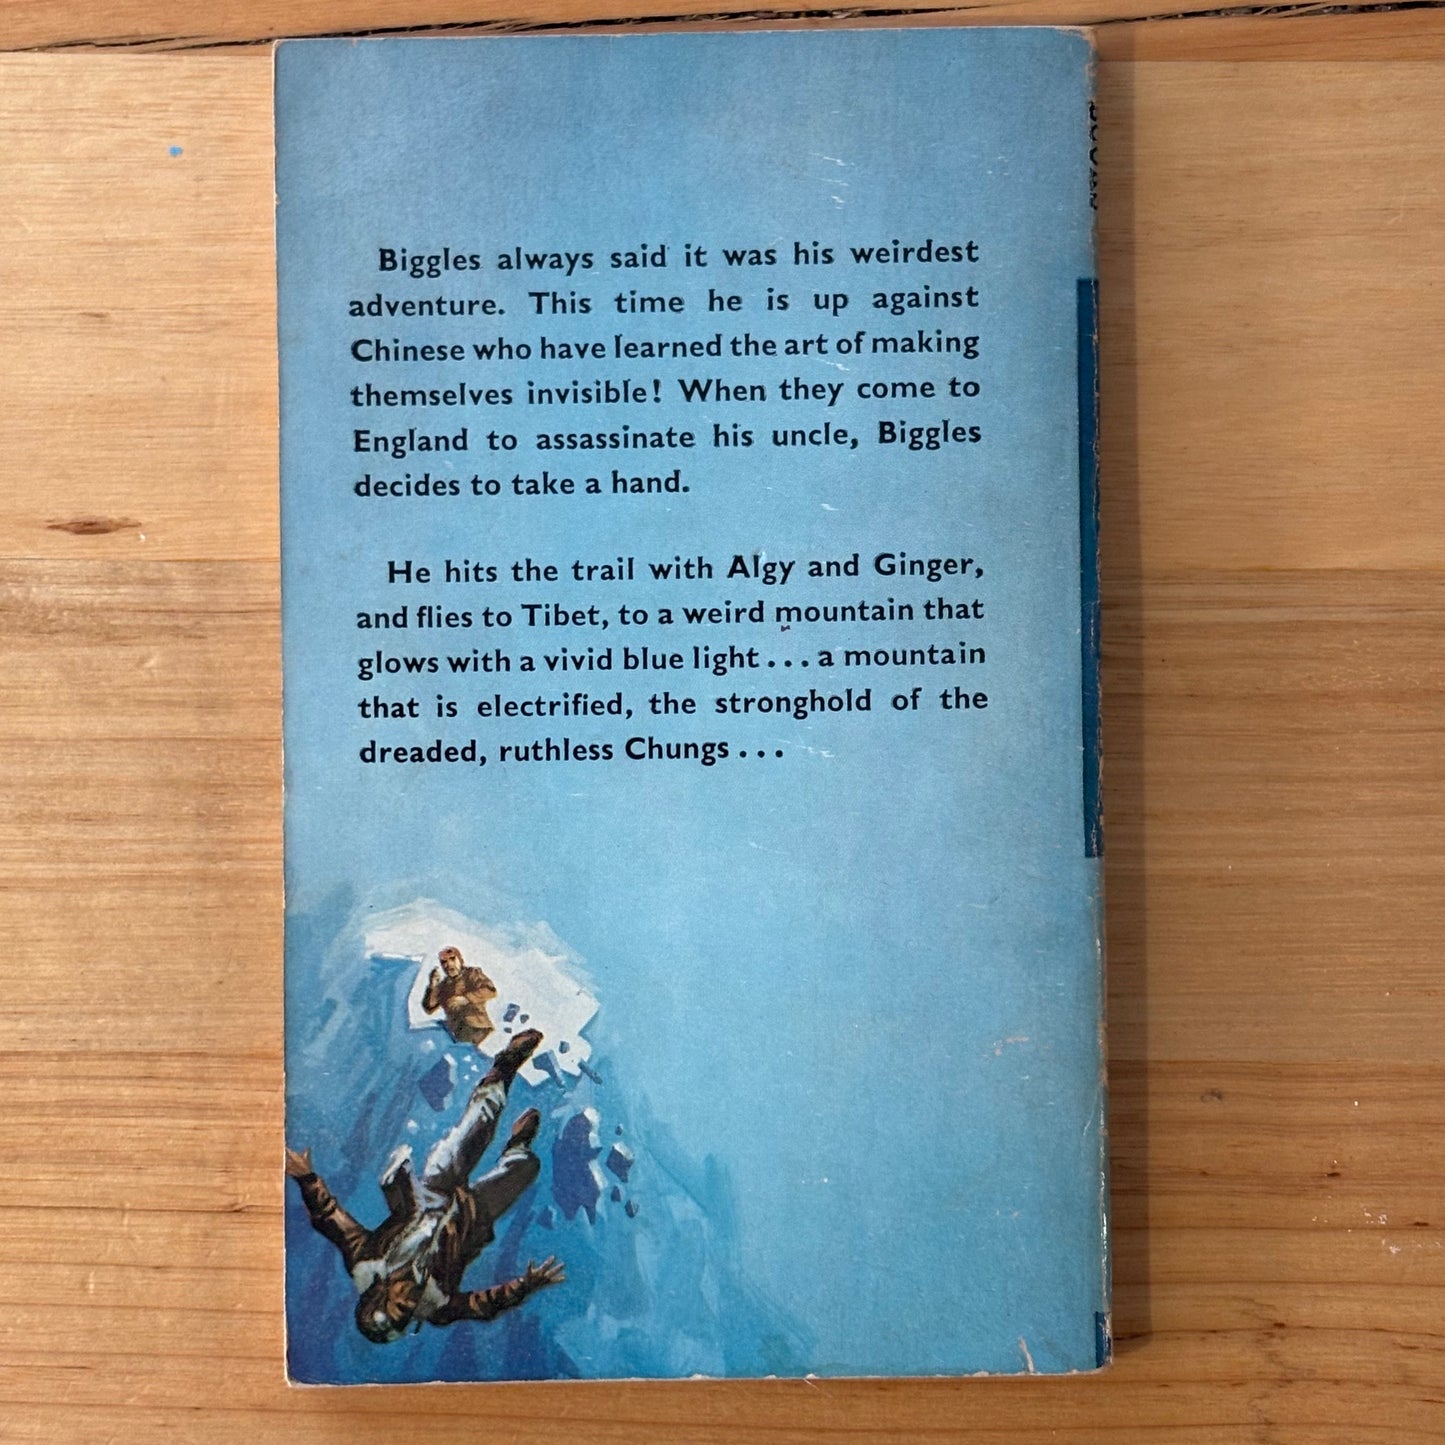 Biggles always said it was his weirdest
adventure. This time he is up against
Chinese who have learned the art of making
themselves invisible! When they come to
England to assassinate his uncle, Biggles
decides to take a hand.
He hits the trail with Algy and Ginger,
and flies to Tibet, to a weird mountain that
glows with a vivid blue light . . . a mountain
that is electrified, the stronghold of the
dreaded, ruthless Chungs . . .